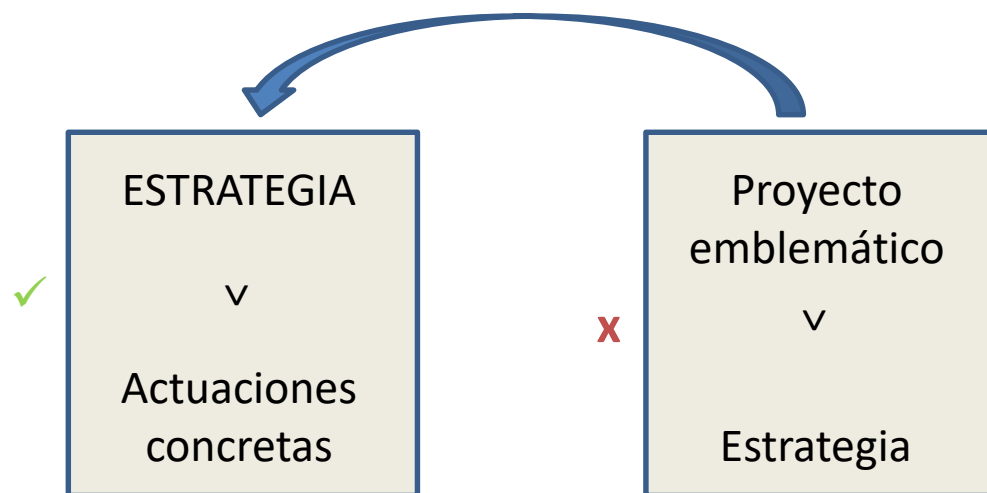 ESTRATEGIA
✓
v
Actuaciones
concretas
Proyecto
emblemático
x
v
Estrategia